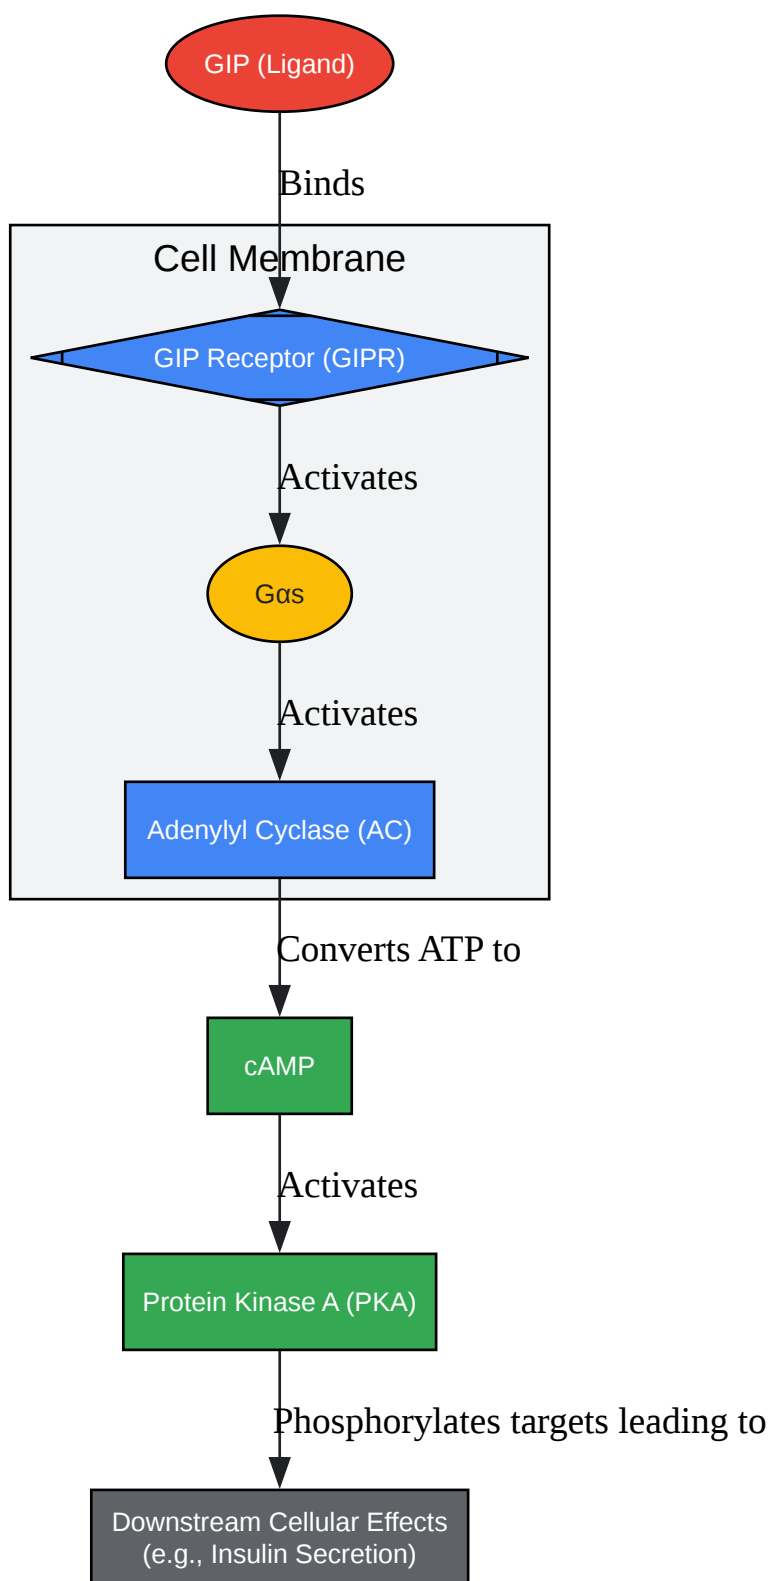 GIP (Ligand)
Binds
Cell Membrane
GIP Receptor (GIPR)
Activates
Gαs
Activates
Adenylyl Cyclase (AC)
Converts ATP to
cAMP
Activates
Protein Kinase A (PKA)
Phosphorylates targets leading to
Downstream Cellular Effects
(e.g., Insulin Secretion)